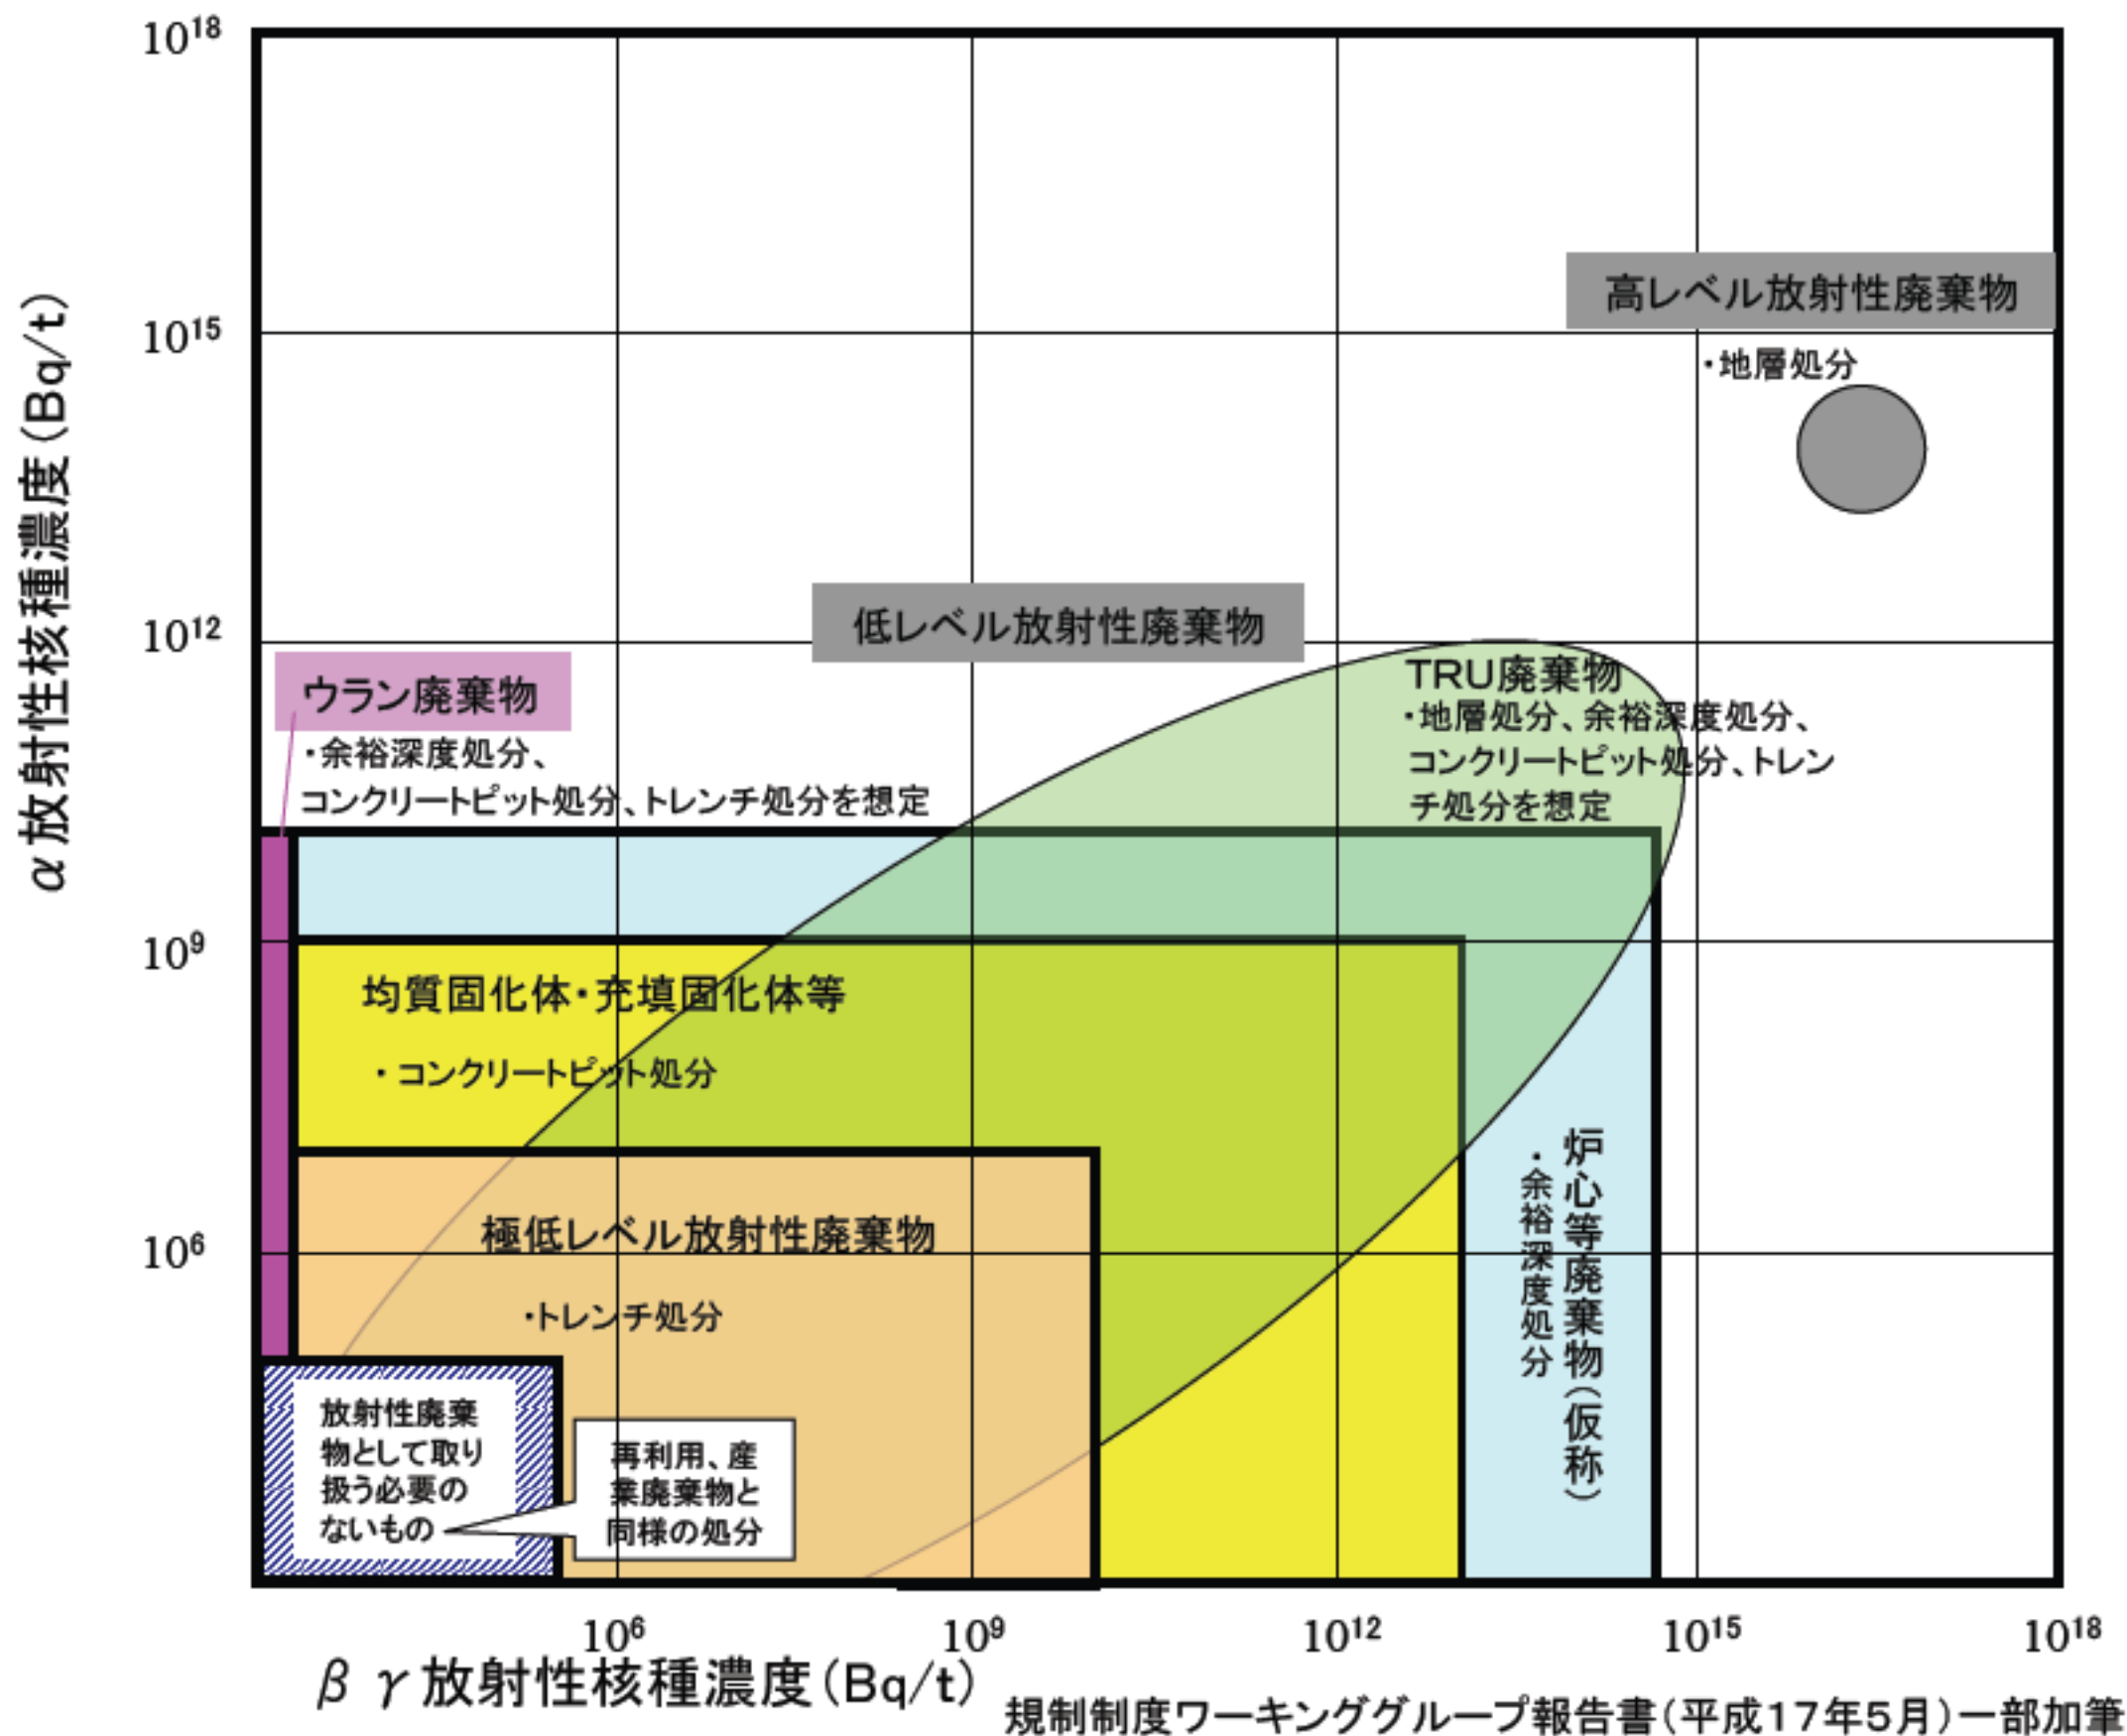 10¹⁸
10¹⁵
10¹²
10⁹
10⁶
α放射性核種濃度(Bq/t)
高レベル放射性廃棄物
・地層処分
低レベル放射性廃棄物
TRU廃棄物
・地層処分、余裕深度処分、
コンクリートピット処分、トレン
チ処分を想定
ウラン廃棄物
・余裕深度処分、
コンクリートピット処分、トレンチ処分を想定
均質固化体・充填固化体等
・コンクリートピット処分
極低レベル放射性廃棄物
・トレンチ処分
炉心等廃棄物(仮称)
・余裕深度処分
放射性廃棄
物として取り
扱う必要の
ないもの
再利用、産
業廃棄物と
同様の処分
10⁶ 10⁹ 10¹² 10¹⁵ 10¹⁸
βγ放射性核種濃度(Bq/t)
規制制度ワーキンググループ報告書(平成17年5月)一部加筆